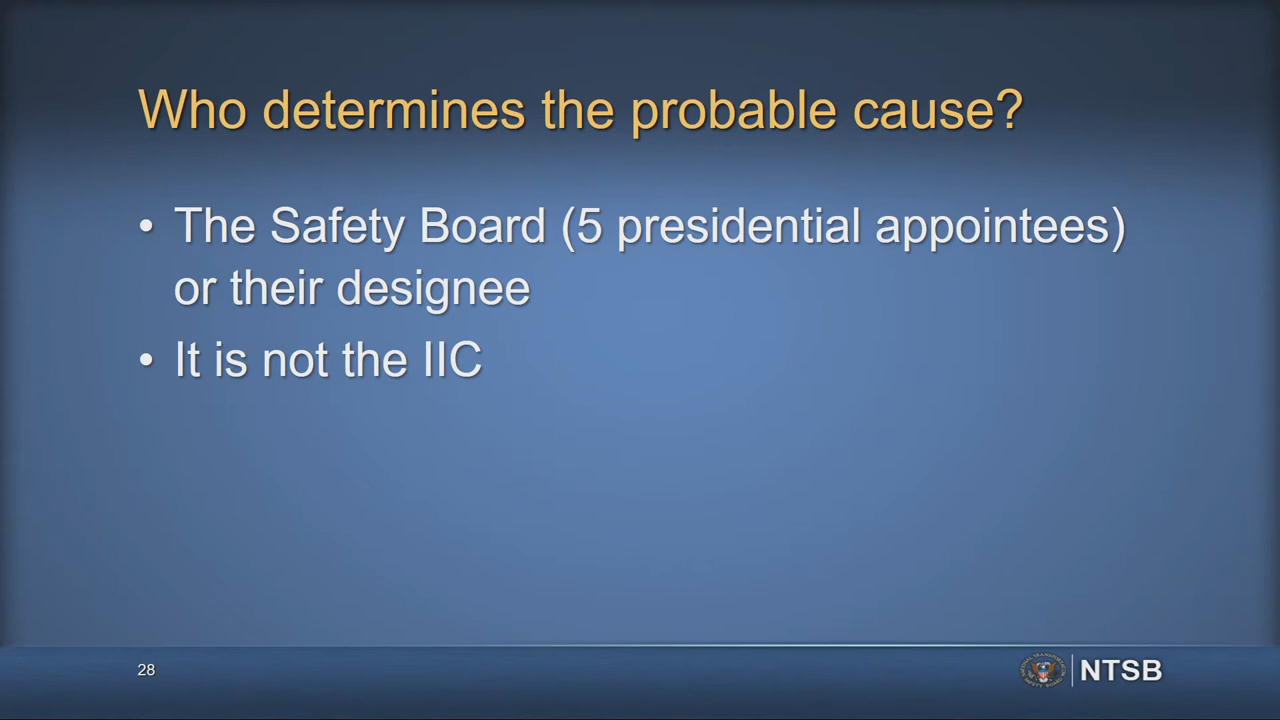 Who determines the probable cause?
• The Safety Board (5 presidential appointees)
or their designee
• It is not the IIC
28
NTSB